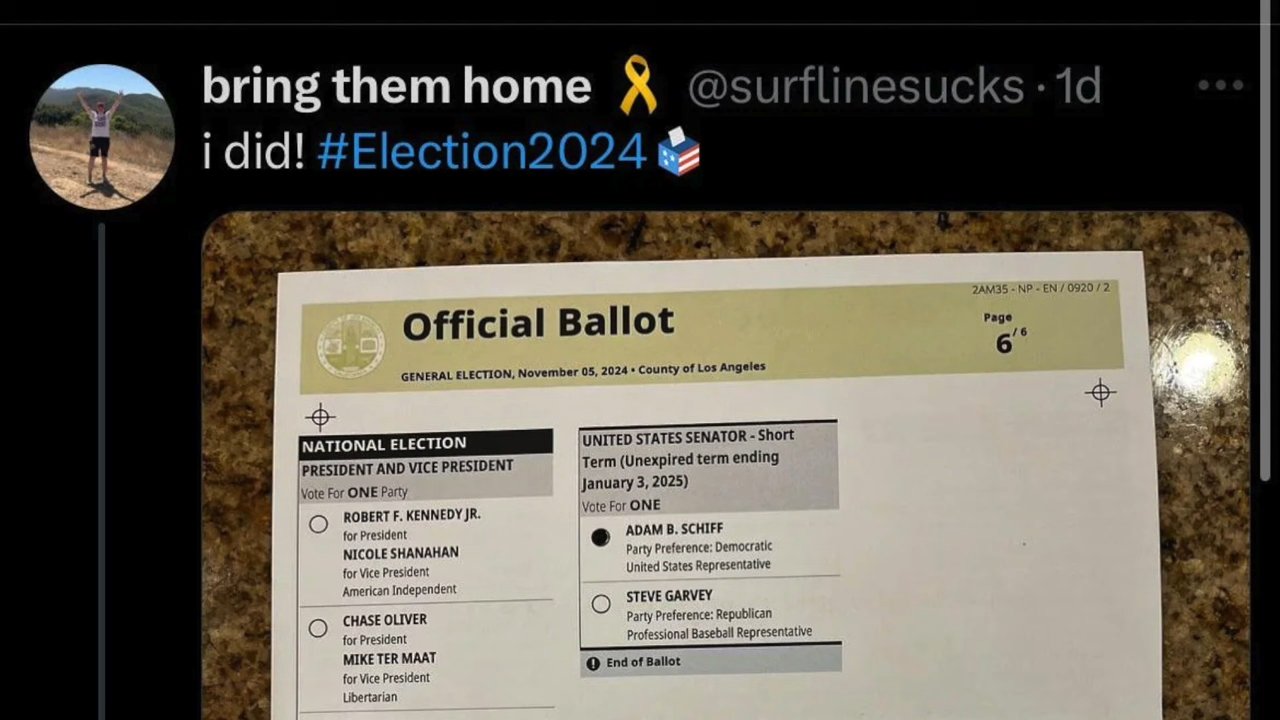 bring them home 🎗️ @surflinesucks · 1d
i did! #Election2024
Official Ballot
2AM35 - NP - EN / 0920 / 2
Page
6 / 6
GENERAL ELECTION, November 05, 2024 • County of Los Angeles
NATIONAL ELECTION
PRESIDENT AND VICE PRESIDENT
Vote For ONE Party
ROBERT F. KENNEDY JR.
for President
NICOLE SHANAHAN
for Vice President
American Independent
CHASE OLIVER
for President
MIKE TER MAAT
for Vice President
Libertarian
UNITED STATES SENATOR - Short
Term (Unexpired term ending
January 3, 2025)
Vote For ONE
ADAM B. SCHIFF
Party Preference: Democratic
United States Representative
STEVE GARVEY
Party Preference: Republican
Professional Baseball Representative
End of Ballot